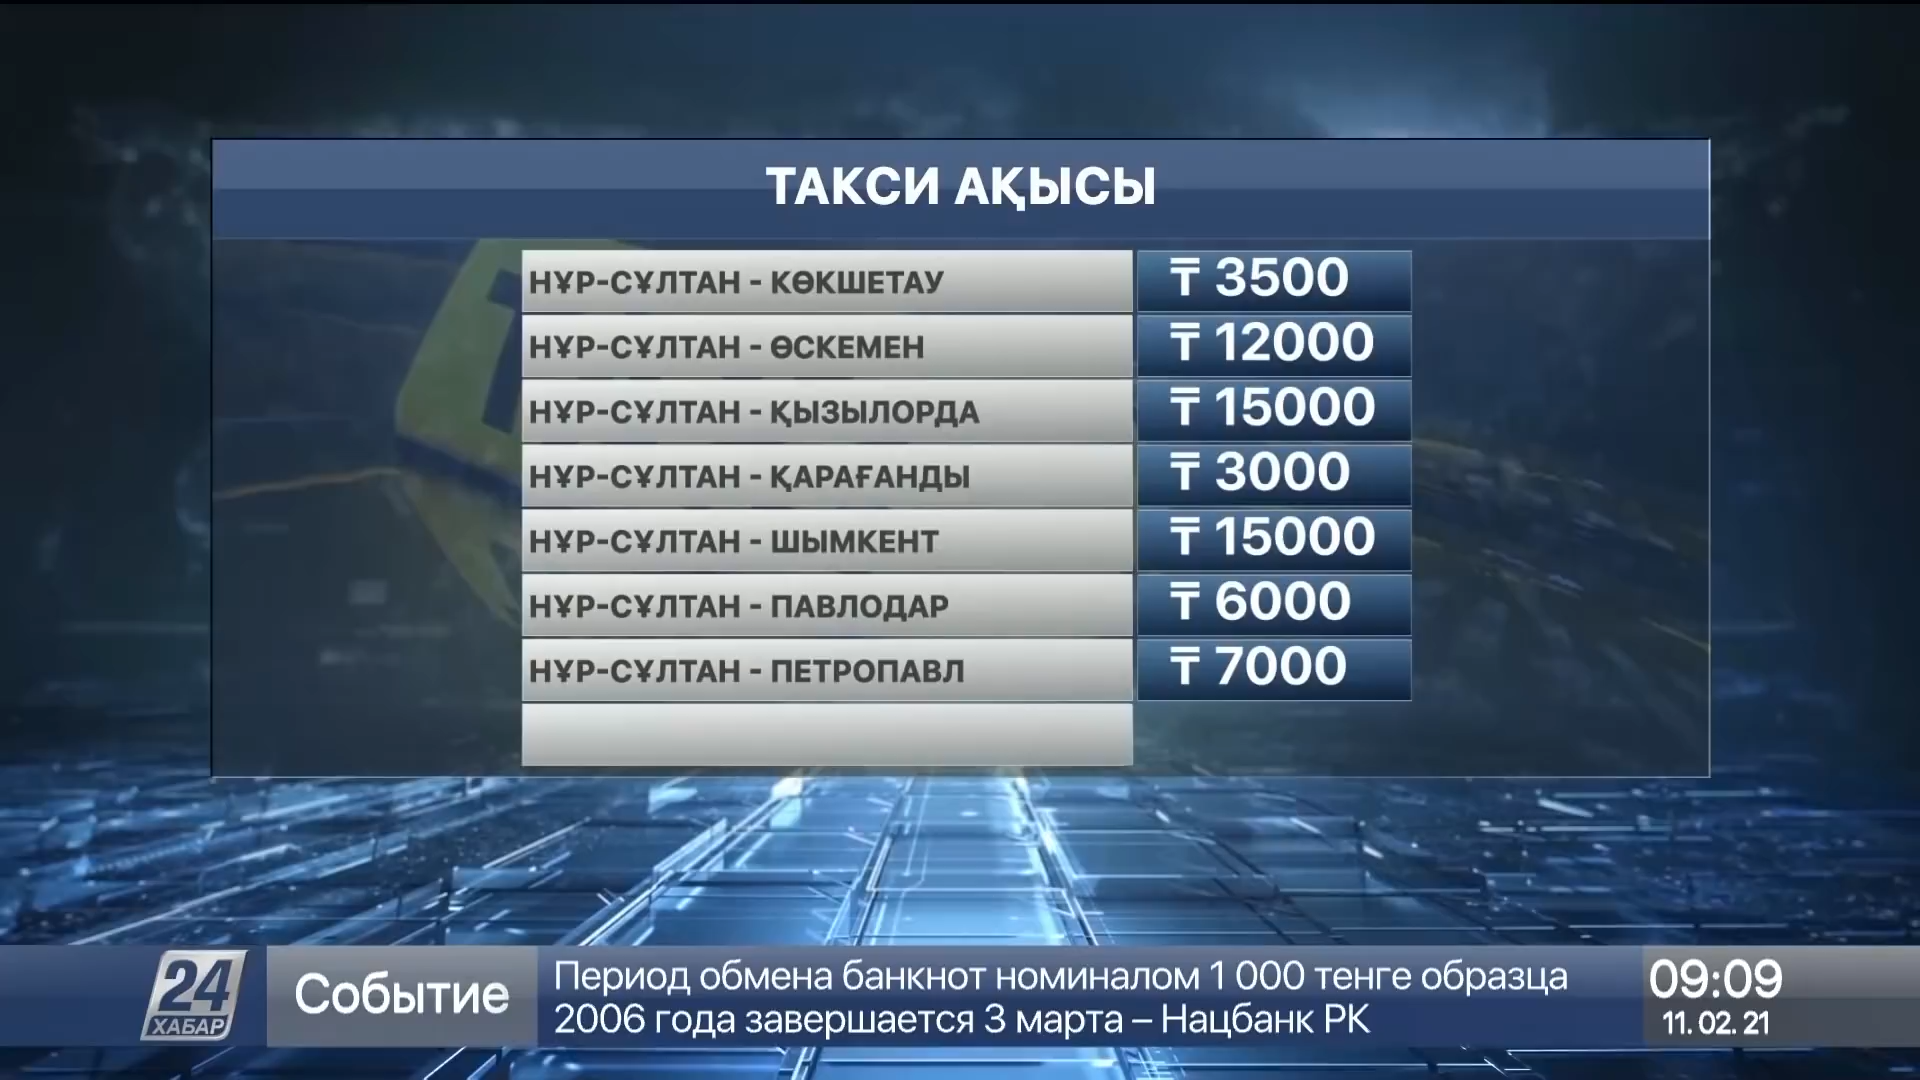 ТАКСИ АҚЫСЫ
НҰР-СҰЛТАН - КӨКШЕТАУ ₸ 3500
НҰР-СҰЛТАН - ӨСКЕМЕН ₸ 12000
НҰР-СҰЛТАН - ҚЫЗЫЛОРДА ₸ 15000
НҰР-СҰЛТАН - ҚАРАҒАНДЫ ₸ 3000
НҰР-СҰЛТАН - ШЫМКЕНТ ₸ 15000
НҰР-СҰЛТАН - ПАВЛОДАР ₸ 6000
НҰР-СҰЛТАН - ПЕТРОПАВЛ ₸ 7000
24
ХАБАР
Событие
Период обмена банкнот номиналом 1 000 тенге образца
2006 года завершается 3 марта – Нацбанк РК
09:09
11. 02. 21